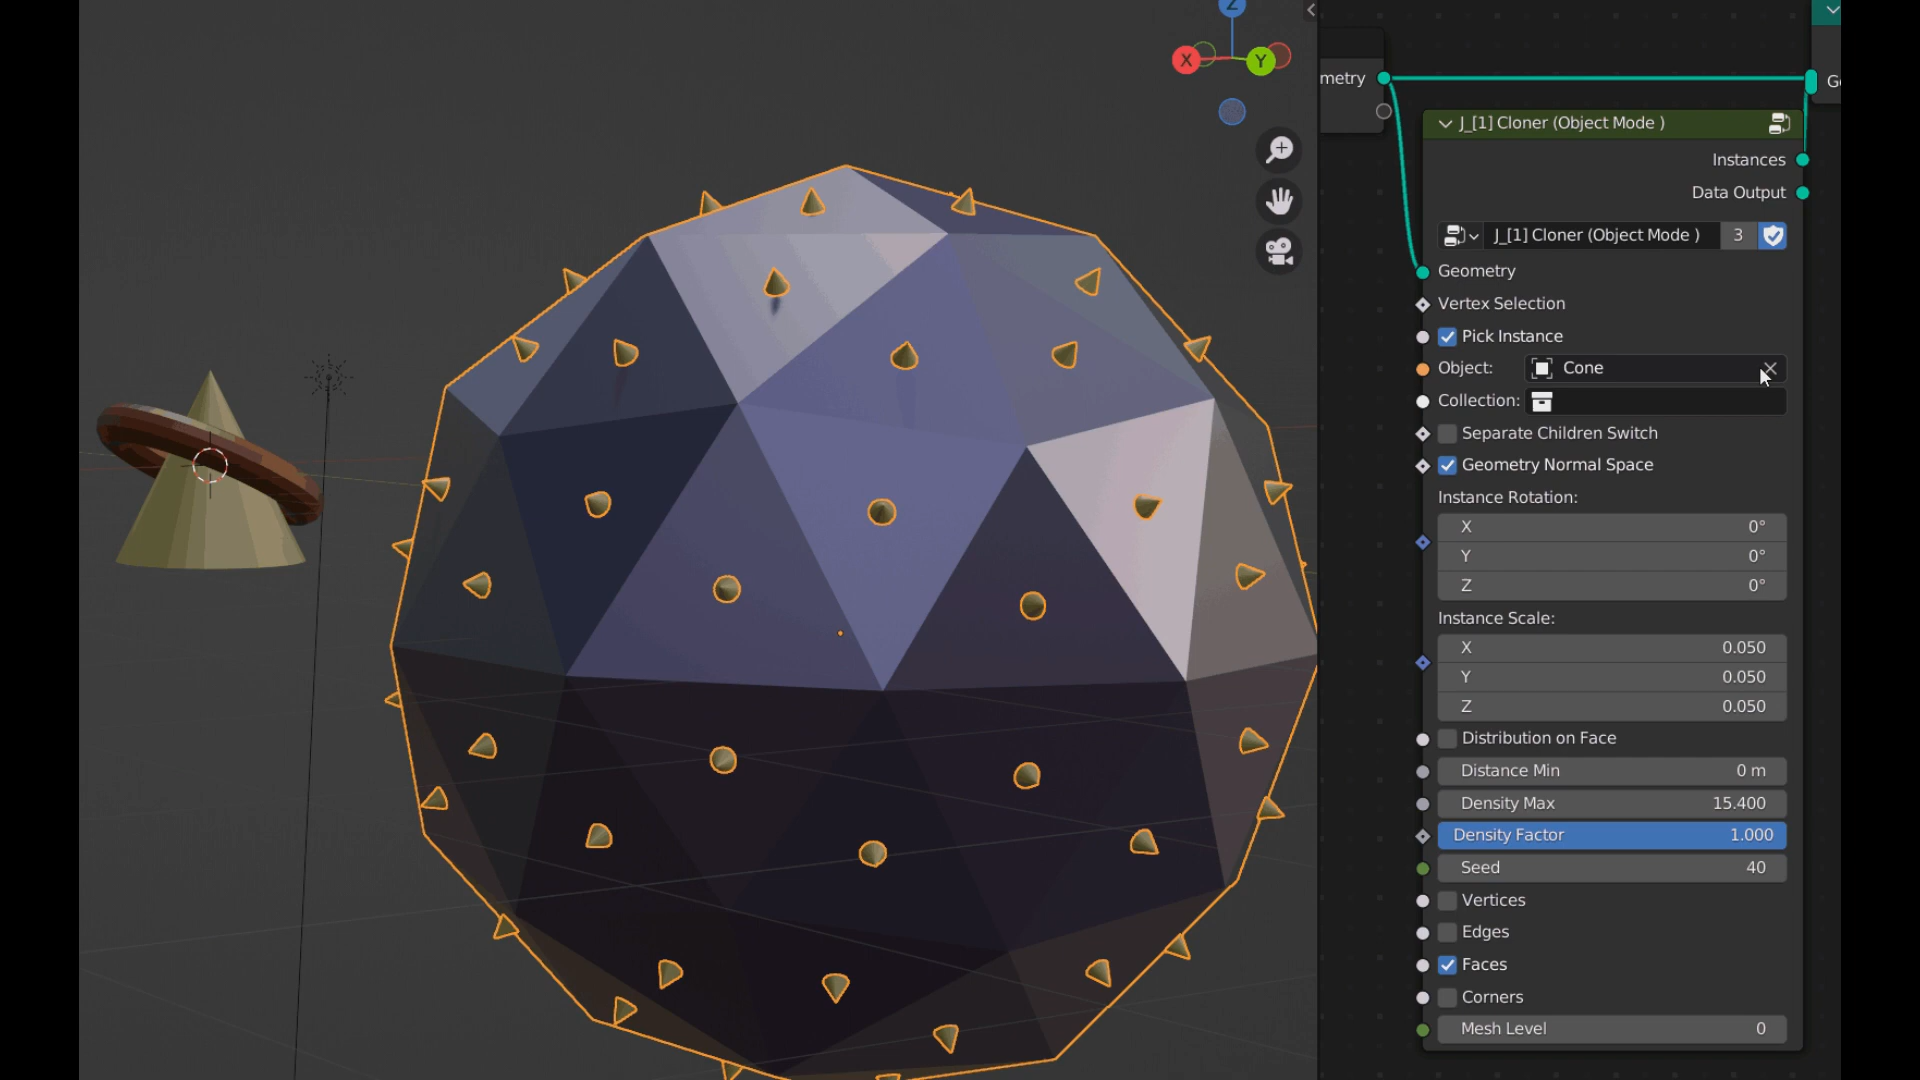 Z
X
Y
metry
Ge
J_[1] Cloner (Object Mode )
Instances
Data Output
J_[1] Cloner (Object Mode ) 3
Geometry
Vertex Selection
Pick Instance
Object: Cone
Collection:
Separate Children Switch
Geometry Normal Space
Instance Rotation:
X 0°
Y 0°
Z 0°
Instance Scale:
X 0.050
Y 0.050
Z 0.050
Distribution on Face
Distance Min 0 m
Density Max 15.400
Density Factor 1.000
Seed 40
Vertices
Edges
Faces
Corners
Mesh Level 0